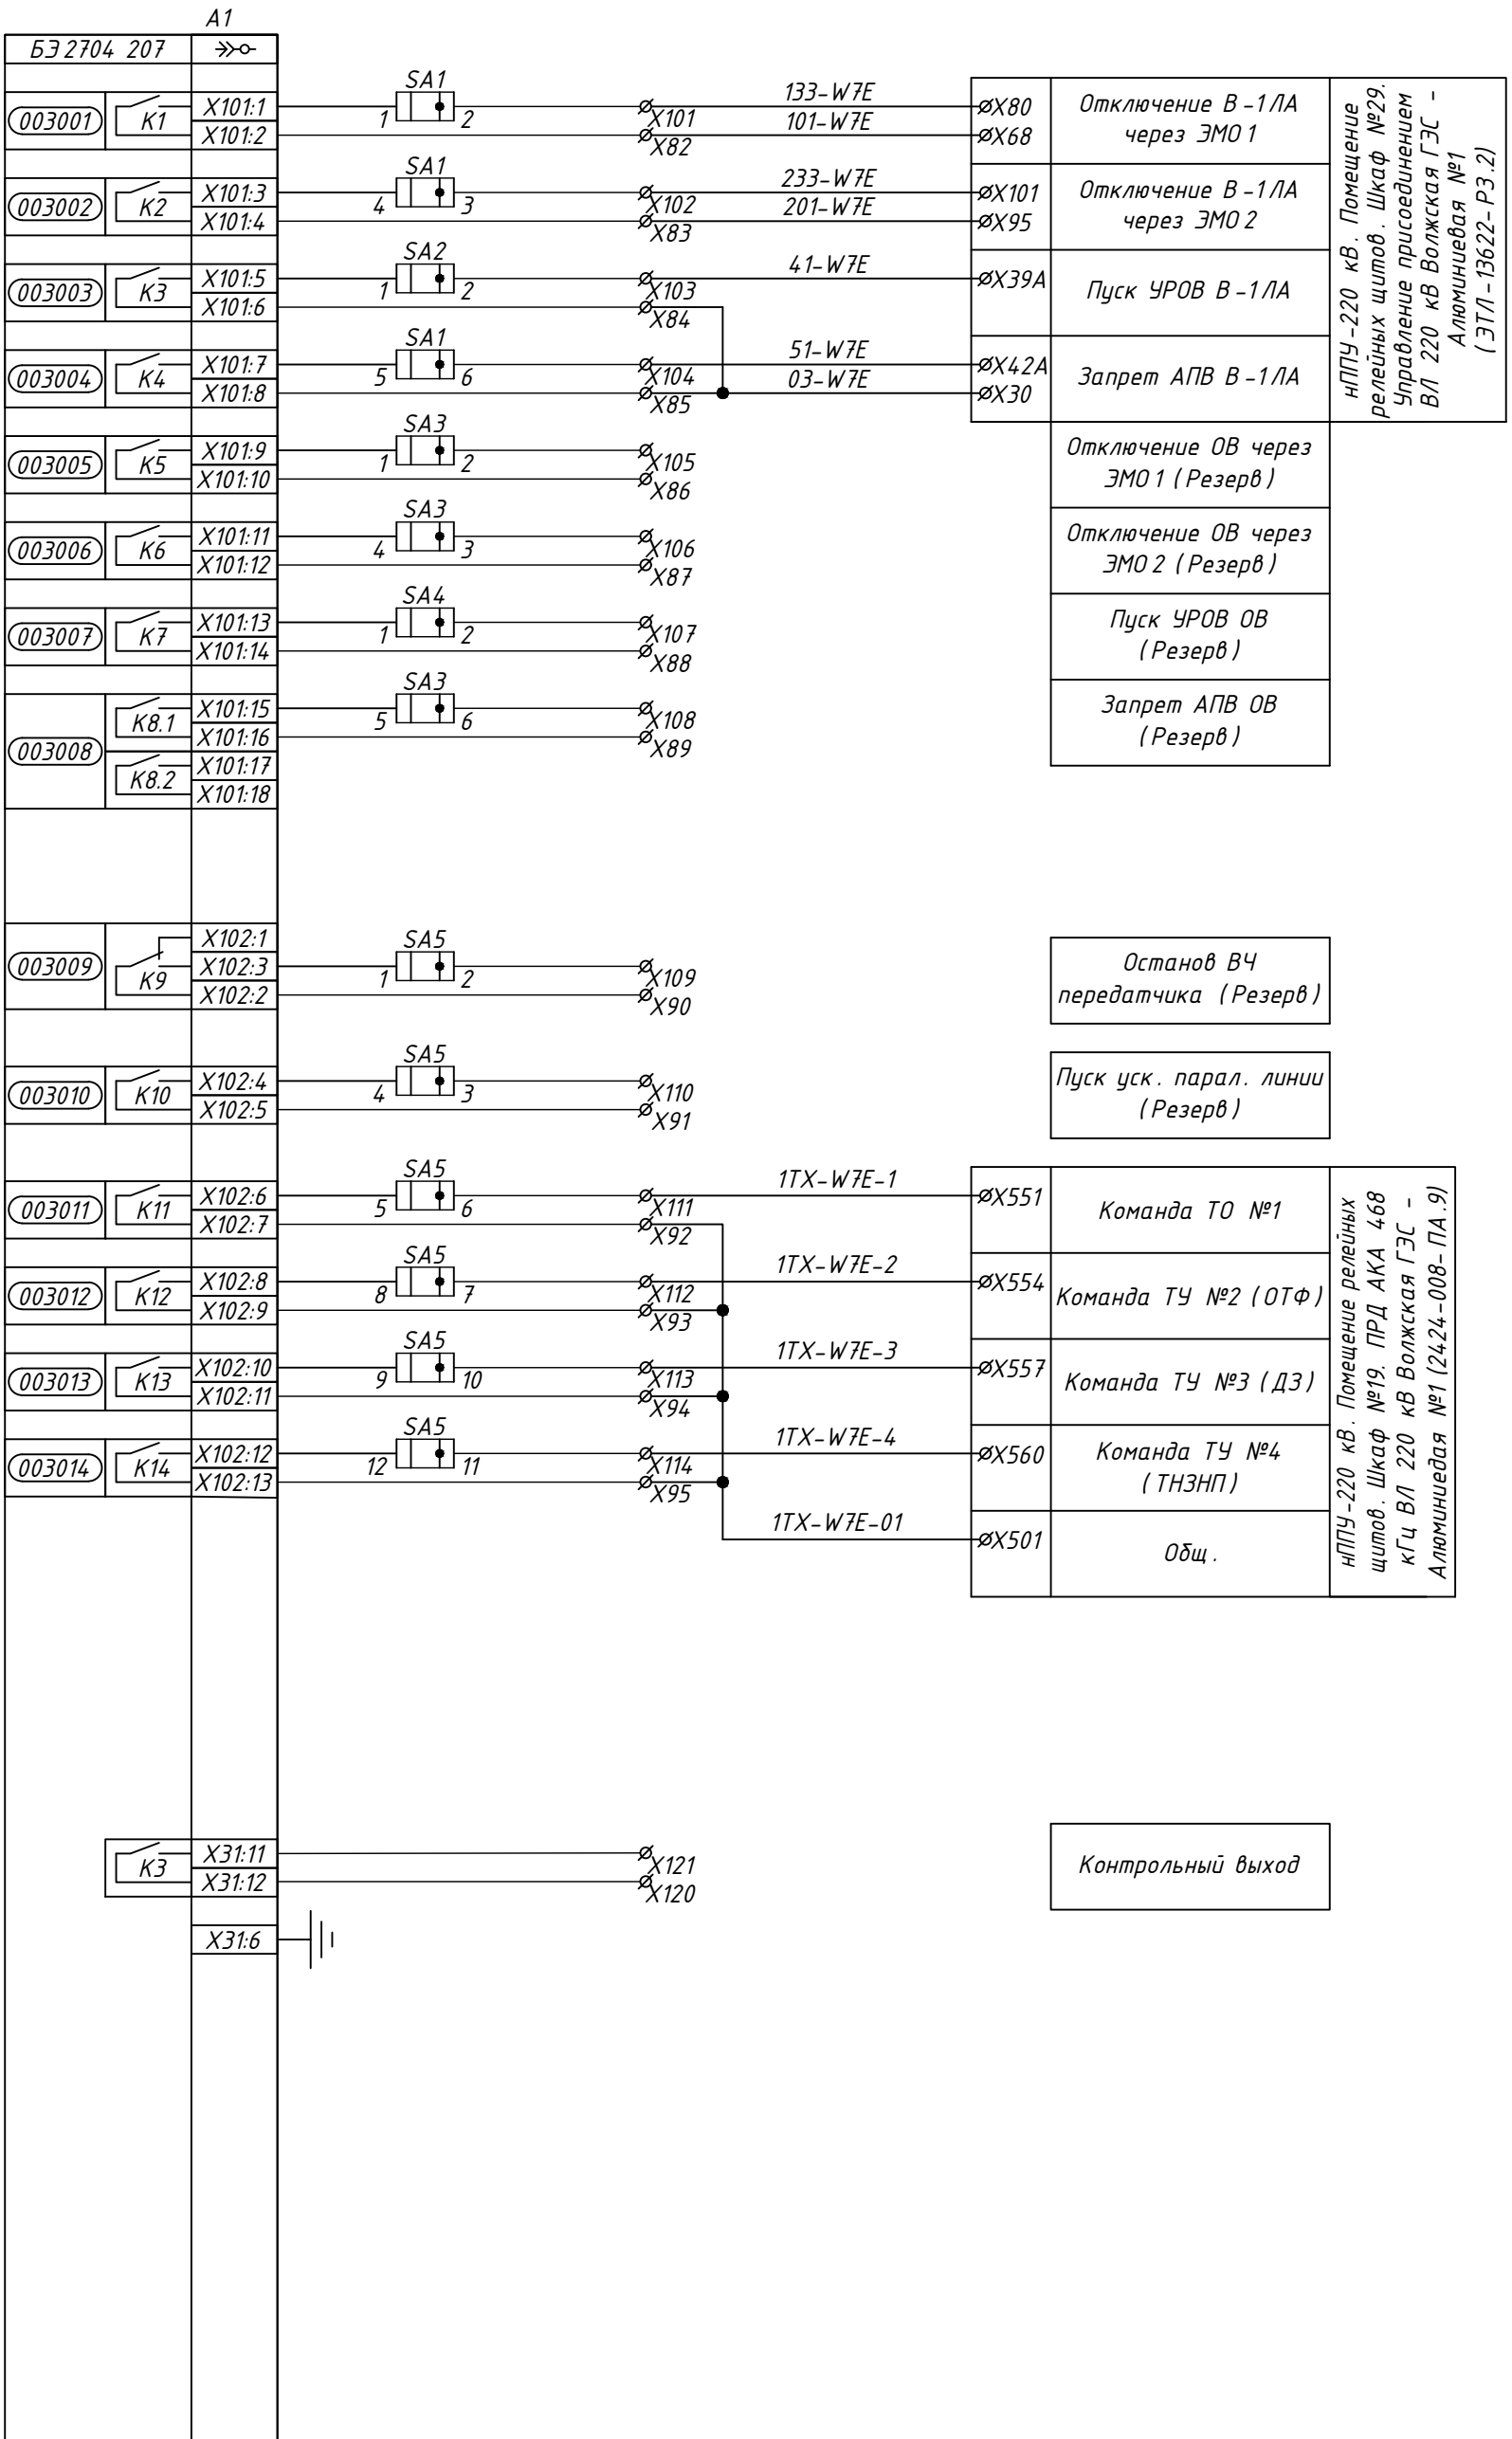 A1
БЭ 2704 207
003001
K1
X101:1
X101:2
SA1
1
2
X101
X82
133-W7E
101-W7E
X80
X68
Отключение В-1ЛА
через ЭМО1
003002
K2
X101:3
X101:4
SA1
4
3
X102
X83
233-W7E
201-W7E
X101
X95
Отключение В-1ЛА
через ЭМО2
003003
K3
X101:5
X101:6
SA2
1
2
X103
X84
41-W7E
X39A
Пуск УРОВ В-1ЛА
003004
K4
X101:7
X101:8
SA1
5
6
X104
X85
51-W7E
03-W7E
X42A
X30
Запрет АПВ В-1ЛА
нППУ-220 кВ. Помещение
релейных щитов. Шкаф №29.
Управление присоединением
ВЛ 220 кВ Волжская ГЭС -
Алюминиевая №1
(ЭТЛ-13622-РЗ.2)
003005
K5
X101:9
X101:10
SA3
1
2
X105
X86
Отключение ОВ через
ЭМО1 (Резерв)
003006
K6
X101:11
X101:12
SA3
4
3
X106
X87
Отключение ОВ через
ЭМО2 (Резерв)
003007
K7
X101:13
X101:14
SA4
1
2
X107
X88
Пуск УРОВ ОВ
(Резерв)
003008
K8.1
X101:15
X101:16
K8.2
X101:17
X101:18
SA3
5
6
X108
X89
Запрет АПВ ОВ
(Резерв)
003009
K9
X102:1
X102:3
X102:2
SA5
1
2
X109
X90
Останов ВЧ
передатчика (Резерв)
003010
K10
X102:4
X102:5
SA5
4
3
X110
X91
Пуск уск. парал. линии
(Резерв)
003011
K11
X102:6
X102:7
SA5
5
6
X111
X92
1TX-W7E-1
X551
Команда ТО №1
003012
K12
X102:8
X102:9
SA5
8
7
X112
X93
1TX-W7E-2
X554
Команда ТУ №2 (ОТФ)
003013
K13
X102:10
X102:11
SA5
9
10
X113
X94
1TX-W7E-3
X557
Команда ТУ №3 (ДЗ)
003014
K14
X102:12
X102:13
SA5
12
11
X114
X95
1TX-W7E-4
X560
Команда ТУ №4
(ТНЗНП)
1TX-W7E-01
X501
Общ.
нППУ-220 кВ. Помещение релейных
щитов. Шкаф №19. ПРД АКА 468
кГц ВЛ 220 кВ Волжская ГЭС -
Алюминиедая №1 (2424-008-ПА.9)
K3
X31:11
X31:12
X121
X120
Контрольный выход
X31:6